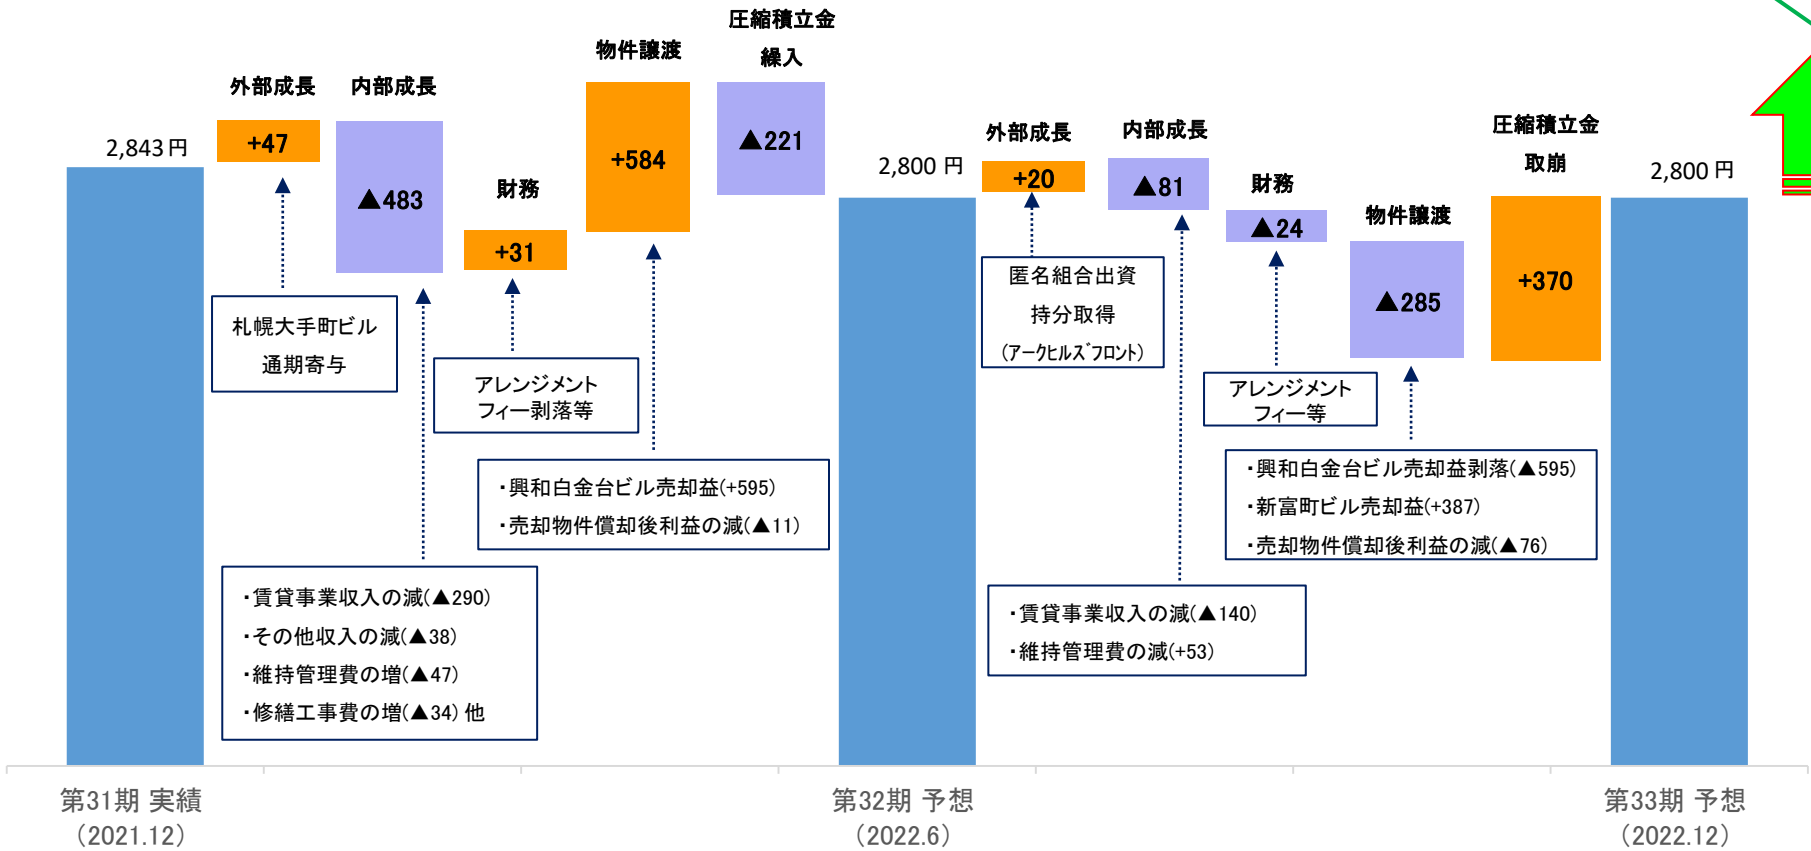 圧縮積立金
繰入
物件譲渡
外部成長
内部成長
2,843円
+47
▲483
財務
+31
+584
▲221
札幌大手町ビル
通期寄与
アレンジメント
フィー剥落等
・興和白金台ビル売却益(+595)
・売却物件償却後利益の減(▲11)
・賃貸事業収入の減(▲290)
・その他収入の減(▲38)
・維持管理費の増(▲47)
・修繕工事費の増(▲34) 他
2,800 円
外部成長
内部成長
+20
▲81
財務
▲24
物件譲渡
▲285
圧縮積立金
取崩
+370
2,800 円
匿名組合出資
持分取得
(アークヒルズフロント)
アレンジメント
フィー等
・興和白金台ビル売却益剥落(▲595)
・新富町ビル売却益(+387)
・売却物件償却後利益の減(▲76)
・賃貸事業収入の減(▲140)
・維持管理費の減(+53)
第31期 実績
(2021.12)
第32期 予想
(2022.6)
第33期 予想
(2022.12)